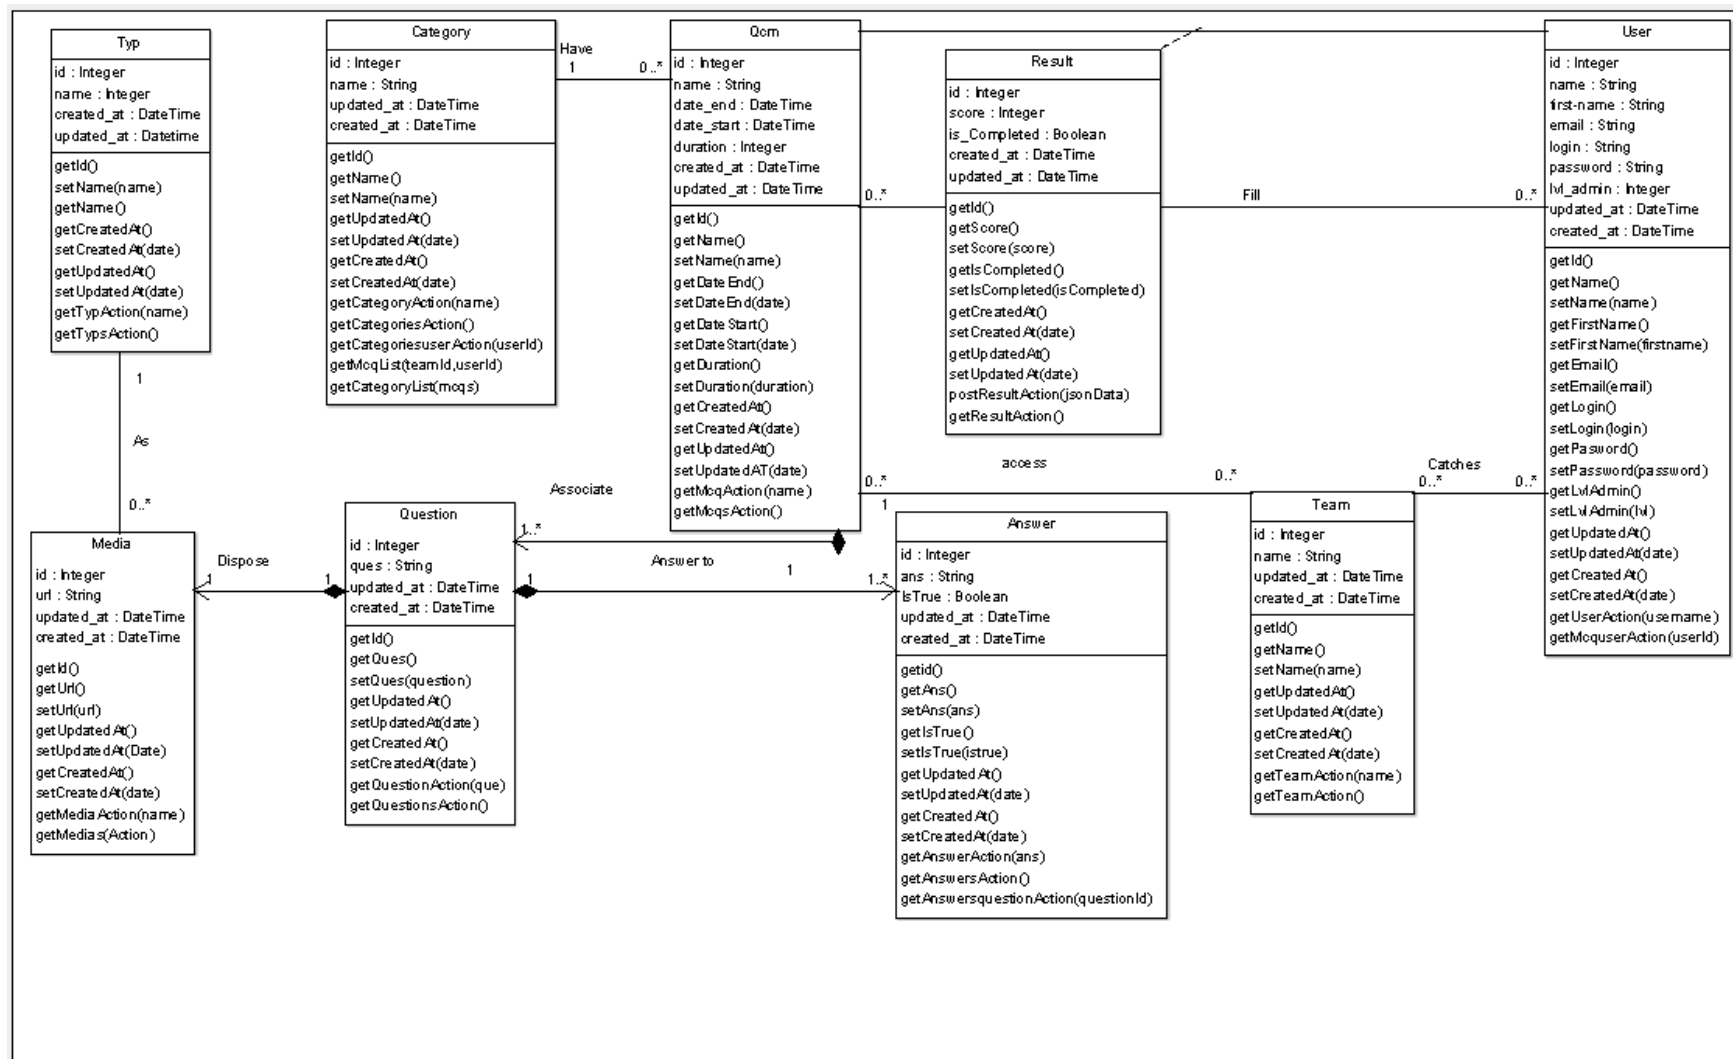 Typ
id : Integer
name : Integer
created_at : DateTime
updated_at : Datetime
getId()
setName(name)
getName()
getCreatedAt()
setCreatedAt(date)
getUpdatedAt()
setUpdatedAt(date)
getTypAction(name)
getTypsAction()
1
As
0..*
Media
id : Integer
url : String
updated_at : DateTime
created_at : DateTime
getId()
getUrl()
setUrl(url)
getUpdatedAt()
setUpdatedAt(Date)
getCreatedAt()
setCreatedAt(date)
getMediaAction(name)
getMedias(Action)
Category
id : Integer
name : String
updated_at : DateTime
created_at : DateTime
getId()
getName()
setName(name)
getUpdatedAt()
setUpdatedAt(date)
getCreatedAt()
setCreatedAt(date)
getCategoryAction(name)
getCategoriesAction()
getCategoriesuserAction(userId)
getMcqList(teamId,userId)
getCategoryList(mcqs)
Have
1
0..*
Qcm
id : Integer
name : String
date_end : DateTime
date_start : DateTime
duration : Integer
created_at : DateTime
updated_at : DateTime
getId()
getName()
setName(name)
getDateEnd()
setDateEnd(date)
getDateStart()
setDateStart(date)
getDuration()
setDuration(duration)
getCreatedAt()
setCreatedAt(date)
getUpdatedAt()
setUpdatedAT(date)
getMcqAction(name)
getMcqsAction()
Result
id : Integer
score : Integer
is_Completed : Boolean
created_at : DateTime
updated_at : DateTime
getId()
getScore()
setScore(score)
getIsCompleted()
setIsCompleted(isCompleted)
getCreatedAt()
setCreatedAt(date)
getUpdatedAt()
setUpdatedAt(date)
postResultAction(jsonData)
getResultAction()
0..*
Fill
0..*
User
id : Integer
name : String
first-name : String
email : String
login : String
password : String
lvl_admin : Integer
updated_at : DateTime
created_at : DateTime
getId()
getName()
setName(name)
getFirstName()
setFirstName(firstname)
getEmail()
setEmail(email)
getLogin()
setLogin(login)
getPasword()
setPassword(password)
getLvlAdmin()
setLvlAdmin(lvl)
getUpdatedAt()
setUpdatedAt(date)
getCreatedAt()
setCreatedAt(date)
getUserAction(username)
getMcquserAction(userId)
0..*
access
0..*
Catches
0..*
0..*
Associate
1
1..*
Dispose
1
1
Question
id : Integer
ques : String
updated_at : DateTime
created_at : DateTime
getId()
getQues()
setQues(question)
getUpdatedAt()
setUpdatedAt(date)
getCreatedAt()
setCreatedAt(date)
getQuestionAction(que)
getQuestionsAction()
1
Answer to
1
1..*
Answer
id : Integer
ans : String
IsTrue : Boolean
updated_at : DateTime
created_at : DateTime
getid()
getAns()
setAns(ans)
getIsTrue()
setIsTrue(istrue)
getUpdatedAt()
setUpdatedAt(date)
getCreatedAt()
setCreatedAt(date)
getAnswerAction(ans)
getAnswersAction()
getAnswersquestionAction(questionId)
Team
id : Integer
name : String
updated_at : DateTime
created_at : DateTime
getId()
getName()
setName(name)
getUpdatedAt()
setUpdatedAt(date)
getCreatedAt()
setCreatedAt(date)
getTeamAction(name)
getTeamAction()